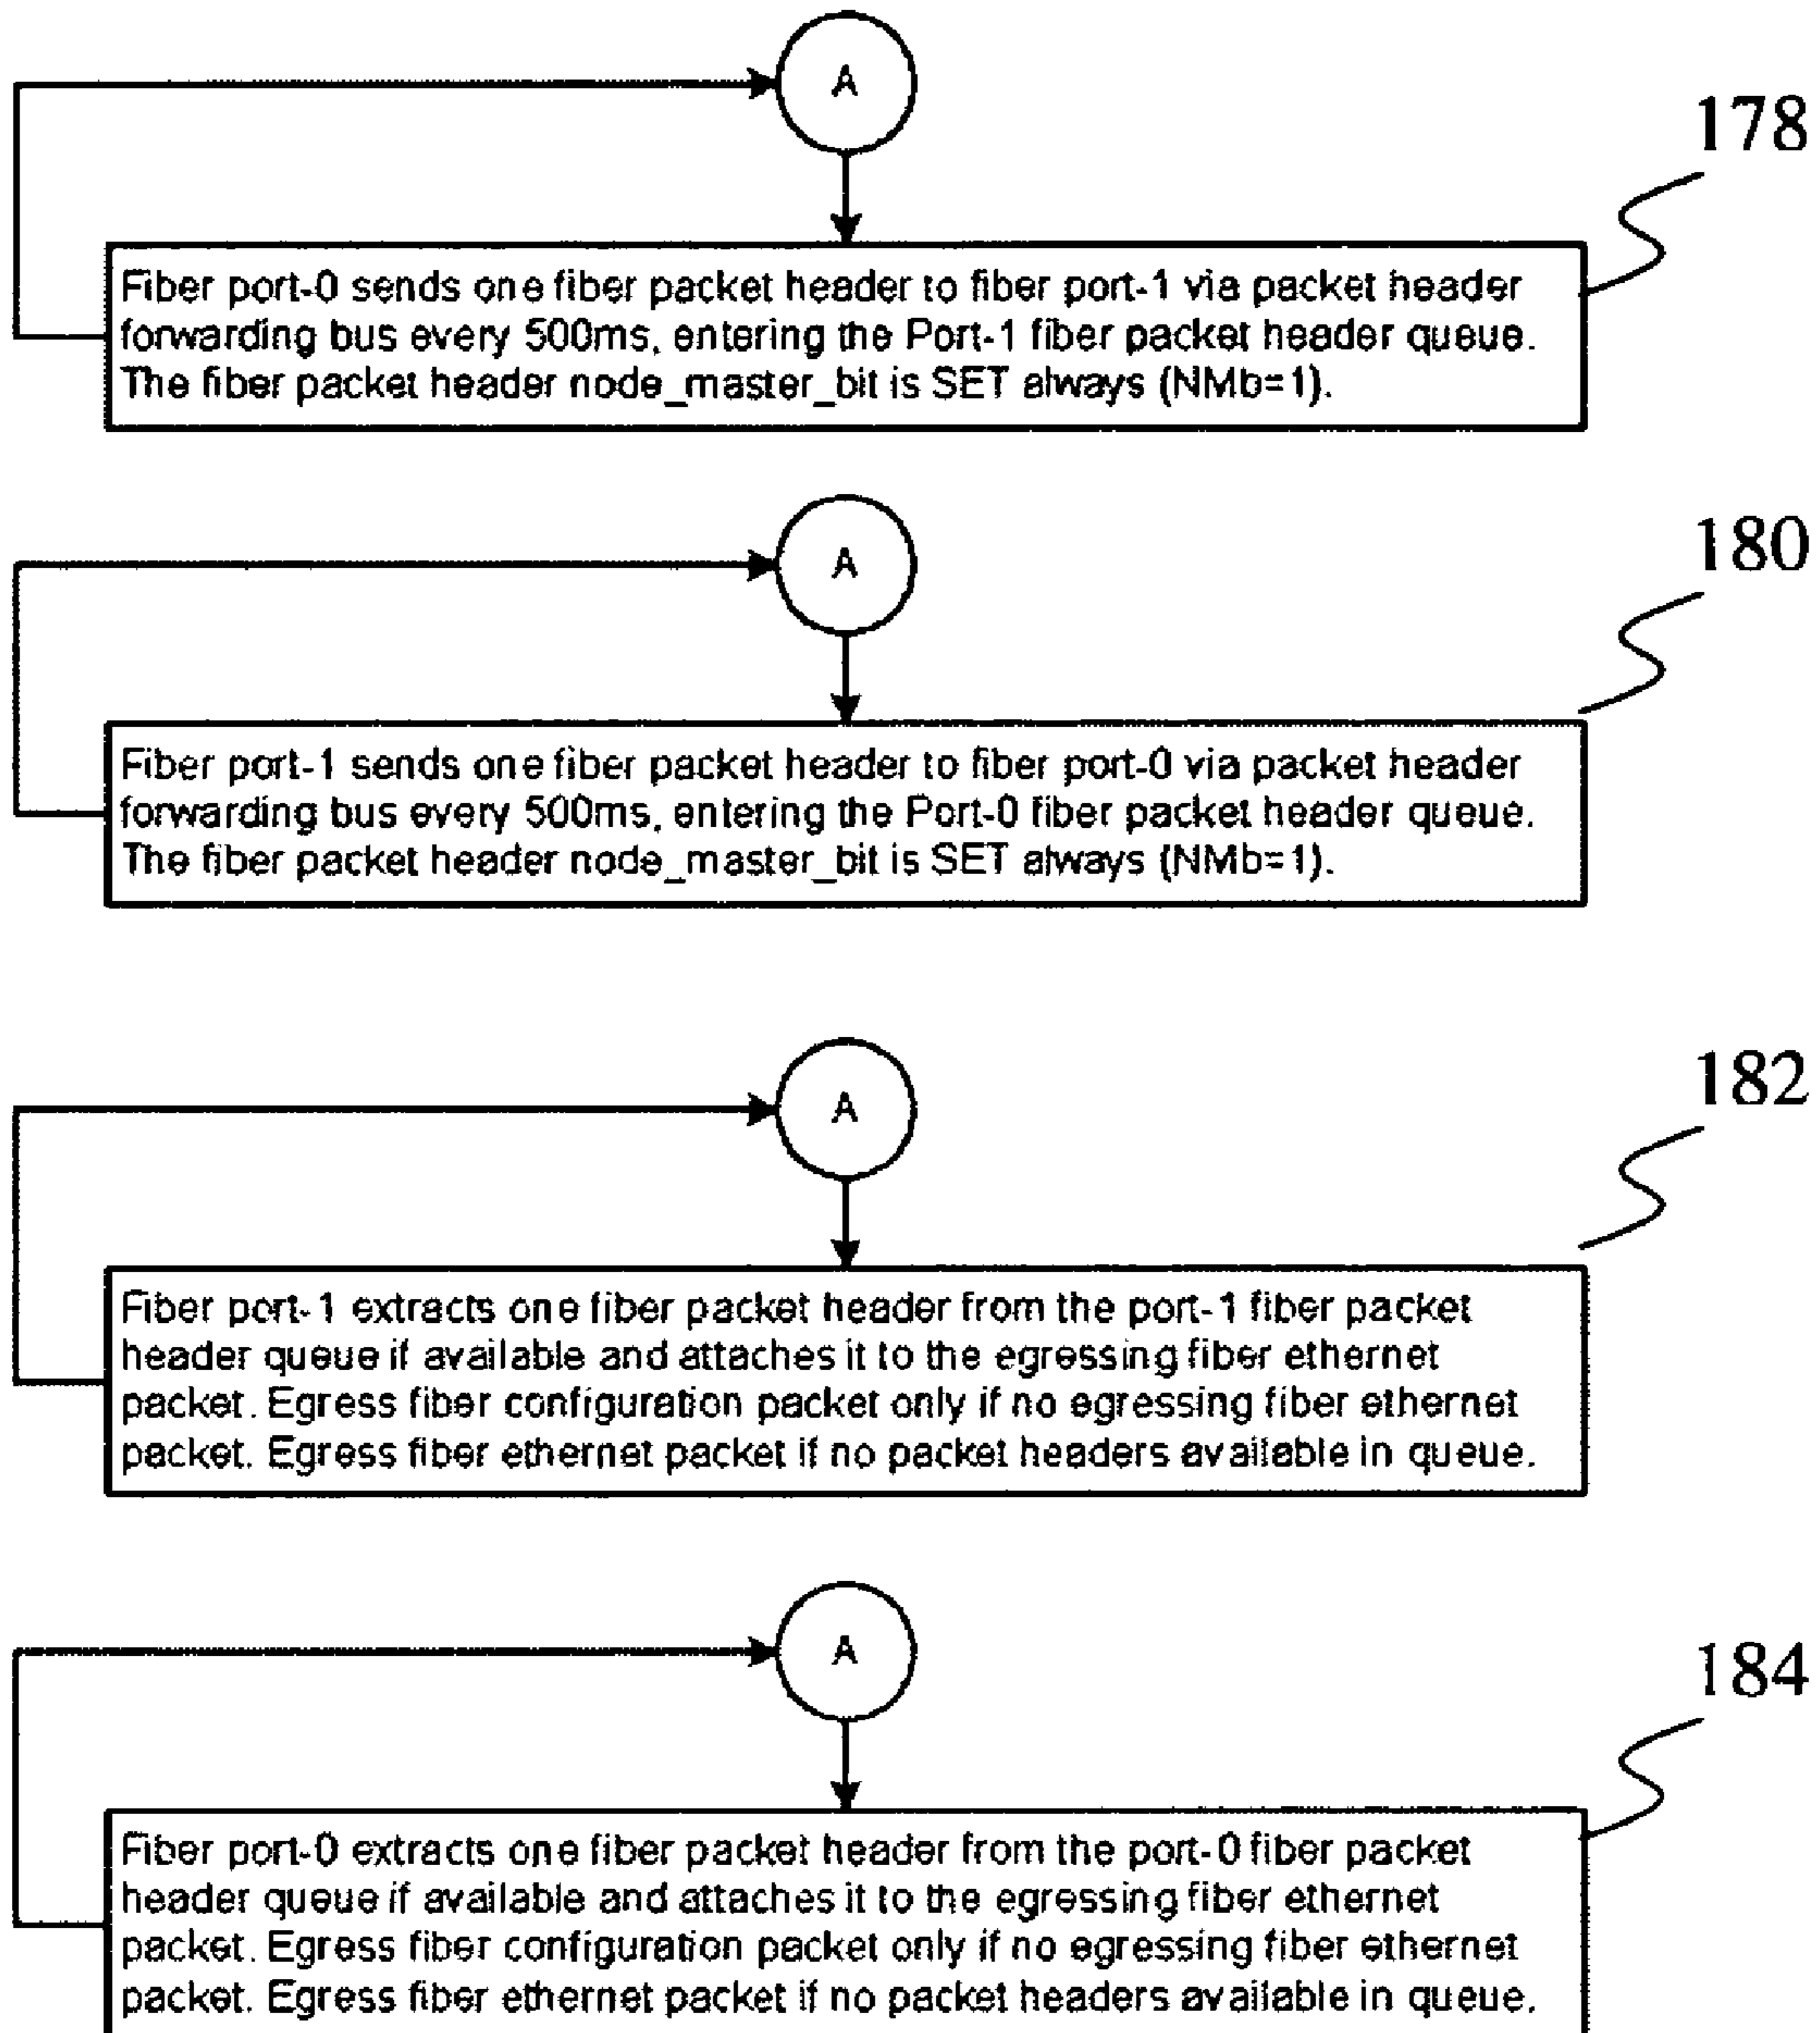 A
178
Fiber port-0 sends one fiber packet header to fiber port-1 via packet header
forwarding bus every 500ms, entering the Port-1 fiber packet header queue.
The fiber packet header node_master_bit is SET always (NMb=1).
A
180
Fiber port-1 sends one fiber packet header to fiber port-0 via packet header
forwarding bus every 500ms, entering the Port-0 fiber packet header queue.
The fiber packet header node_master_bit is SET always (NMb=1).
A
182
Fiber port-1 extracts one fiber packet header from the port-1 fiber packet
header queue if available and attaches it to the egressing fiber ethernet
packet. Egress fiber configuration packet only if no egressing fiber ethernet
packet. Egress fiber ethernet packet if no packet headers available in queue.
A
184
Fiber port-0 extracts one fiber packet header from the port-0 fiber packet
header queue if available and attaches it to the egressing fiber ethernet
packet. Egress fiber configuration packet only if no egressing fiber ethernet
packet. Egress fiber ethernet packet if no packet headers available in queue.